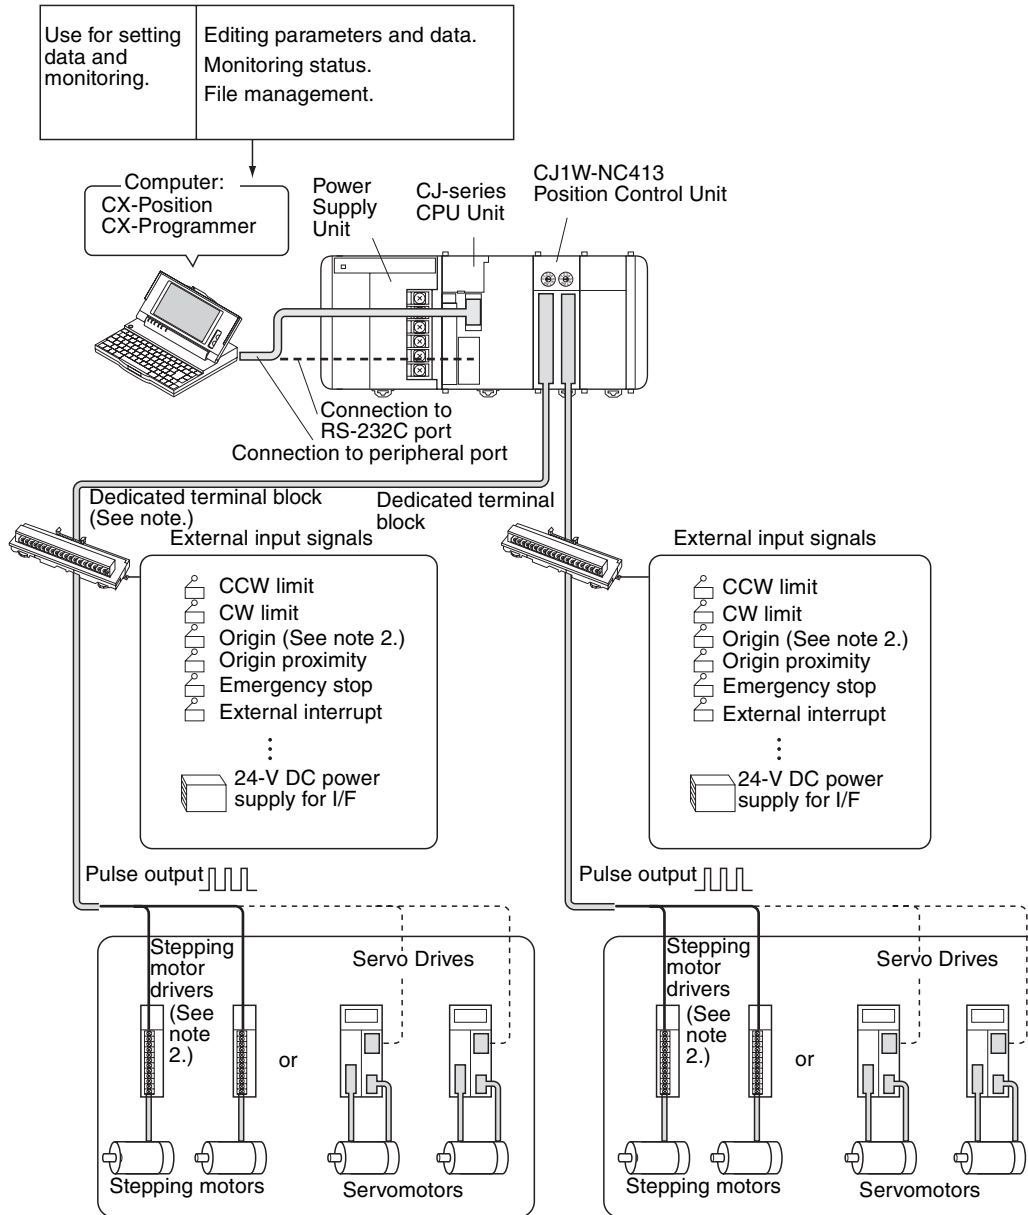 Use for setting
data and
monitoring.
Editing parameters and data.
Monitoring status.
File management.
Computer:
CX-Position
CX-Programmer
Power
Supply
Unit
CJ-series
CPU Unit
CJ1W-NC413
Position Control Unit
Connection to
RS-232C port
Connection to peripheral port
Dedicated terminal block
(See note.)
Dedicated terminal
block
External input signals
CCW limit
CW limit
Origin (See note 2.)
Origin proximity
Emergency stop
External interrupt
24-V DC power
supply for I/F
External input signals
CCW limit
CW limit
Origin (See note 2.)
Origin proximity
Emergency stop
External interrupt
24-V DC power
supply for I/F
Pulse output
Pulse output
Stepping
motor
drivers
(See
note
2.)
or
Servo Drives
Stepping motors
Servomotors
Stepping
motor
drivers
(See
note
2.)
or
Servo Drives
Stepping motors
Servomotors